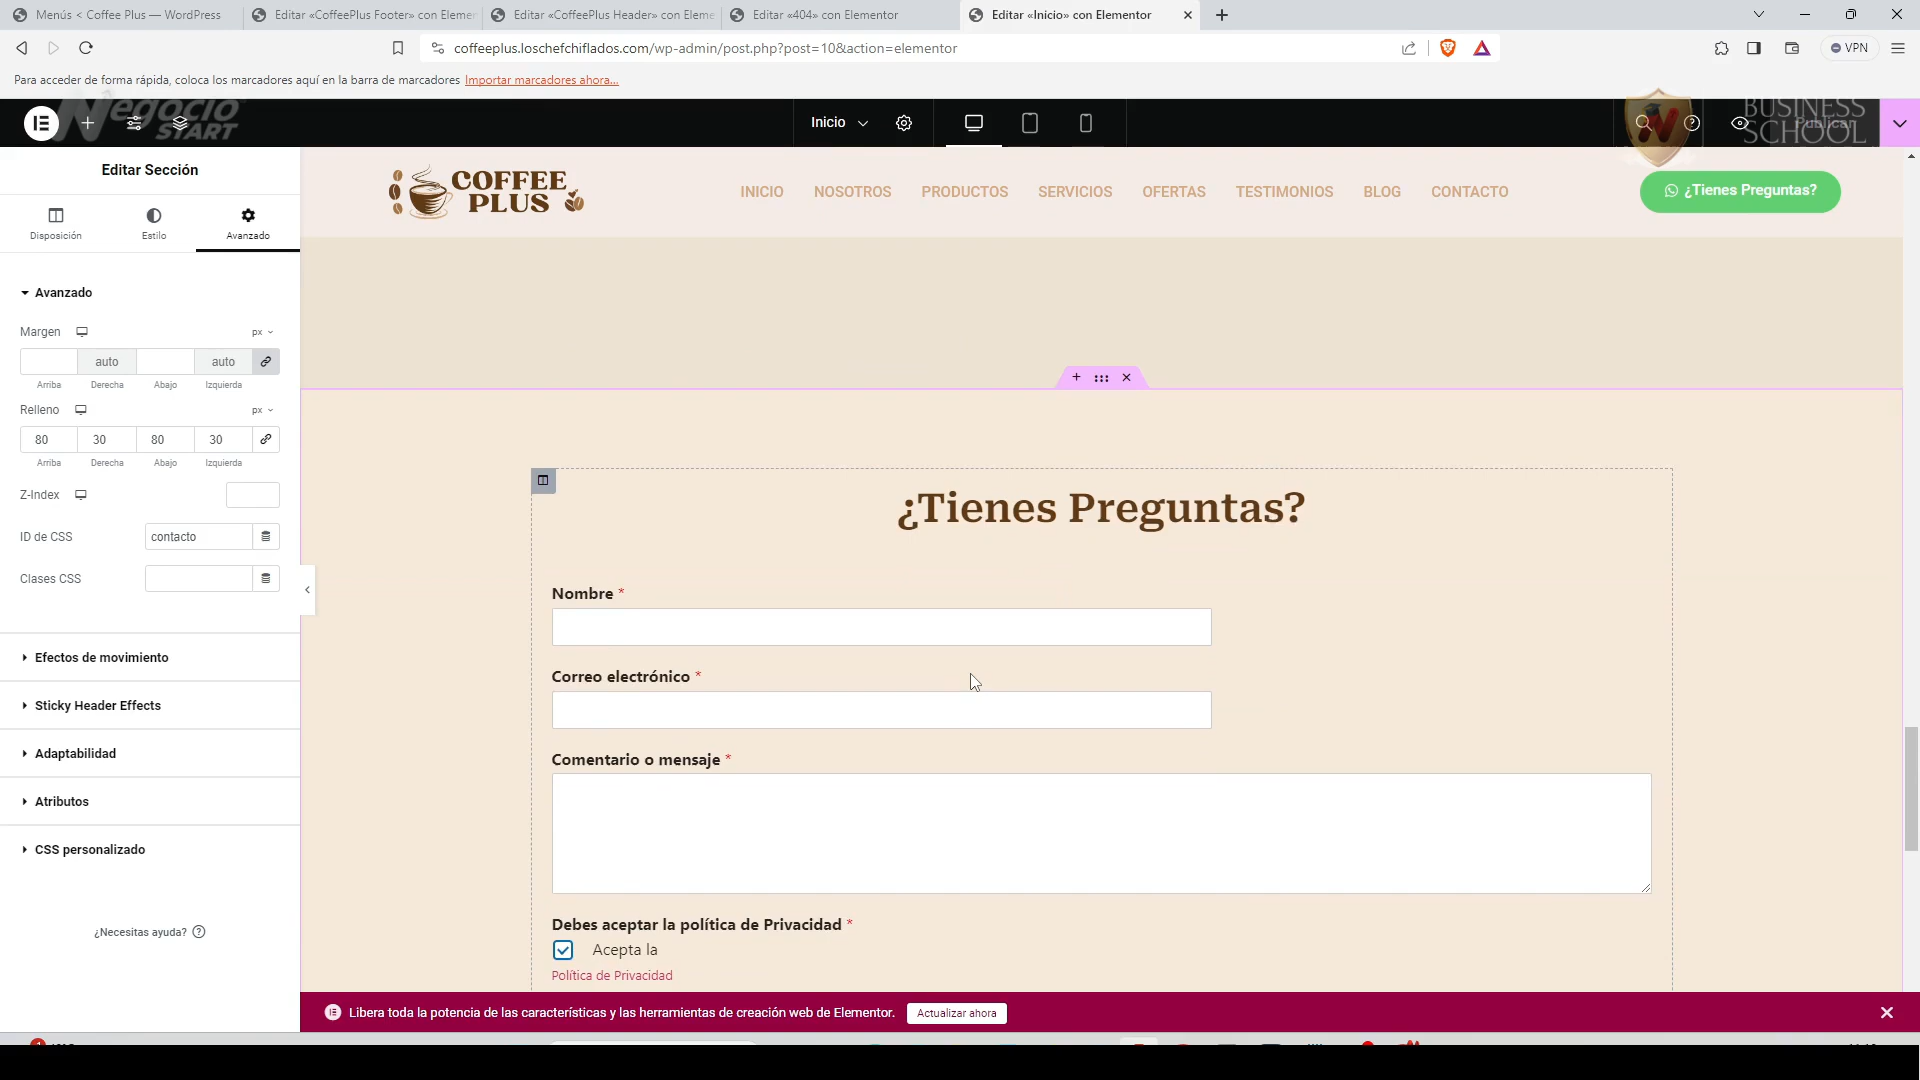 Menús < Coffee Plus — WordPress
Editar «CoffeePlus Footer» con Elemen
Editar «CoffeePlus Header» con Eleme
Editar «404» con Elementor
Editar «Inicio» con Elementor
coffeeplus.loschefchiflados.com/wp-admin/post.php?post=10&action=elementor
VPN
Para acceder de forma rápida, coloca los marcadores aquí en la barra de marcadores Importar marcadores ahora...
Negocio
START
Inicio
Publicar
BUSINESS
SCHOOL
Editar Sección
Disposición
Estilo
Avanzado
COFFEE
PLUS
INICIO
NOSOTROS
PRODUCTOS
SERVICIOS
OFERTAS
TESTIMONIOS
BLOG
CONTACTO
¿Tienes Preguntas?
Avanzado
Margen
px
auto
auto
Arriba
Derecha
Abajo
Izquierda
Relleno
px
80
30
80
30
Arriba
Derecha
Abajo
Izquierda
Z-Index
ID de CSS
contacto
Clases CSS
Efectos de movimiento
Sticky Header Effects
Adaptabilidad
Atributos
CSS personalizado
¿Necesitas ayuda?
¿Tienes Preguntas?
Nombre *
Correo electrónico *
Comentario o mensaje *
Debes aceptar la política de Privacidad *
Acepta la
Política de Privacidad
Libera toda la potencia de las características y las herramientas de creación web de Elementor.
Actualizar ahora